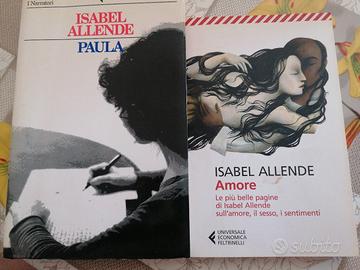 I Narratori
ISABEL
ALLENDE
PAULA
ISABEL ALLENDE
Amore
Le più belle pagine
di Isabel Allende
sull'amore, il sesso, i sentimenti
UNIVERSALE
ECONOMICA
FELTRINELLI
subito